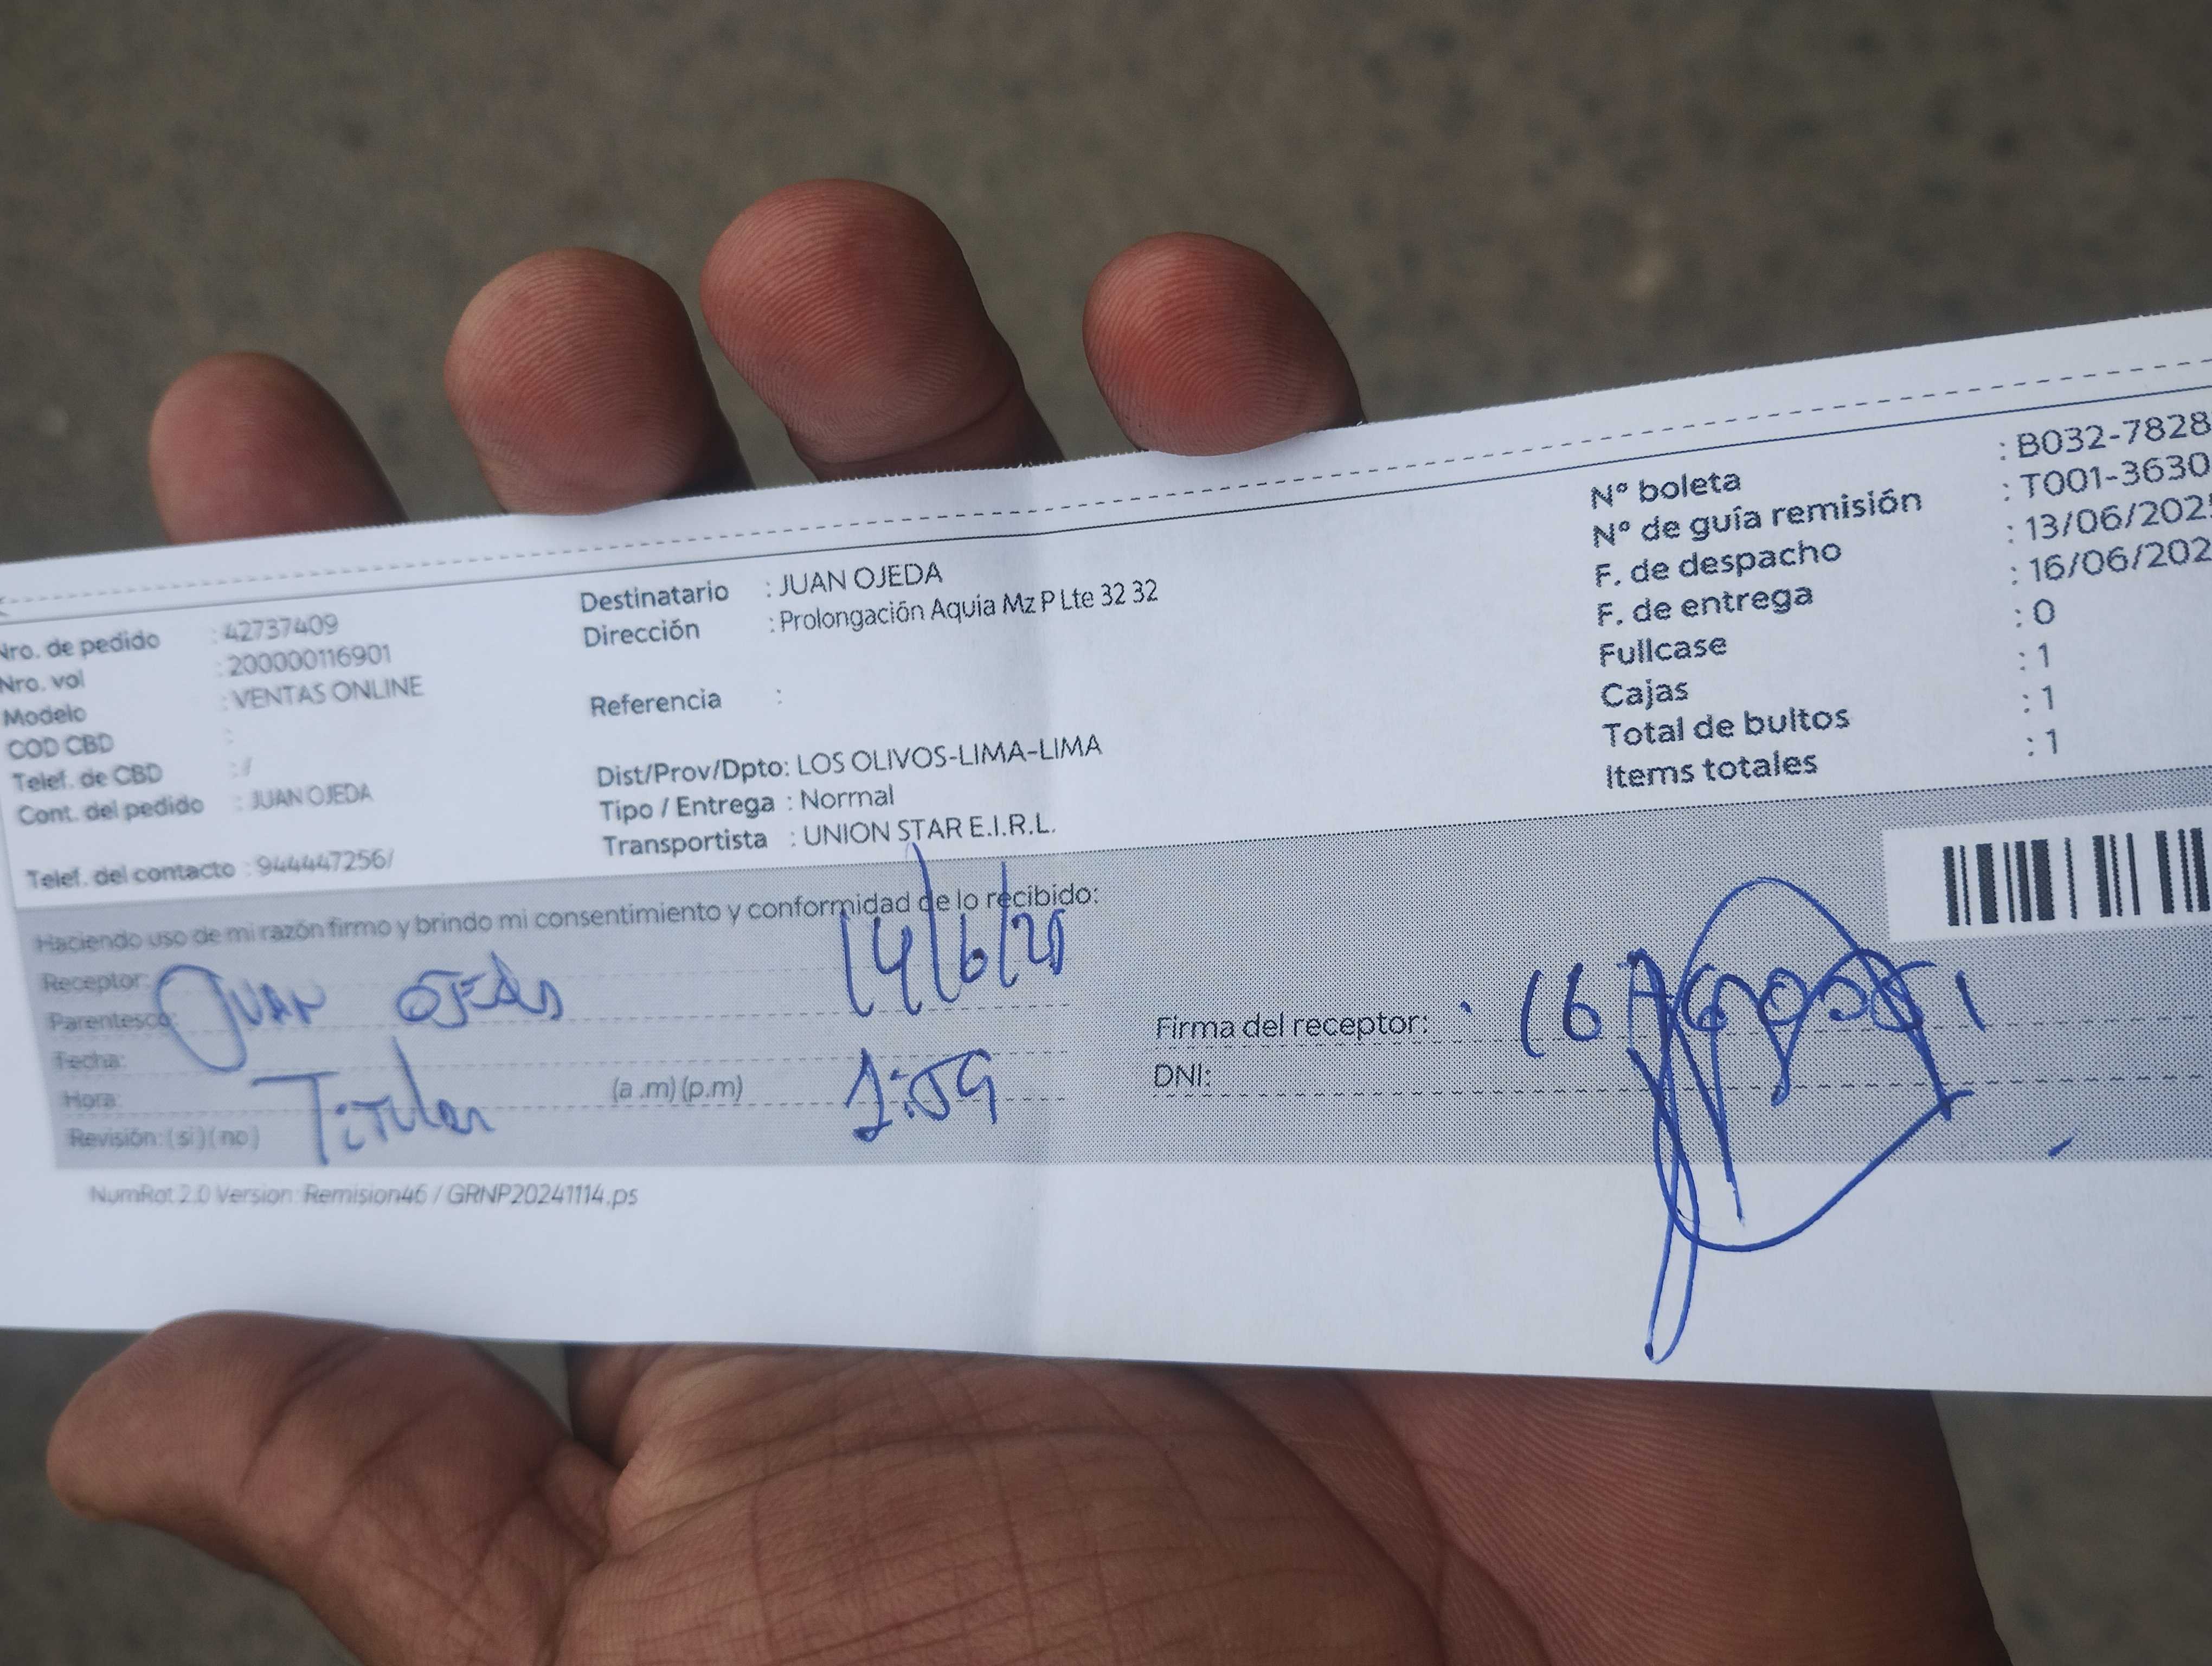 Nro. de pedido : 42737409
Nro. vol : 200000116901
Modelo : VENTAS ONLINE
COD CBD :
Telef. de CBD : /
Cont. del pedido : JUAN OJEDA
Telef. del contacto : 944447256/
Destinatario : JUAN OJEDA
Dirección : Prolongación Aquia Mz P Lte 32 32
Referencia :
Dist/Prov/Dpto: LOS OLIVOS-LIMA-LIMA
Tipo / Entrega : Normal
Transportista : UNION STAR E.I.R.L.
N° boleta : B032-7828
N° de guía remisión : T001-3630
F. de despacho : 13/06/202
F. de entrega : 16/06/202
Fullcase : 0
Cajas : 1
Total de bultos : 1
Items totales : 1
Haciendo uso de mi razón firmo y brindo mi consentimiento y conformidad de lo recibido:
Receptor: JUAN OJEDA
Parentesco:
Fecha: 14/6/25
Hora: (a .m) (p.m) 1:59
Revisión: (si) (no) Titular
Firma del receptor:
DNI:
NumRot 2.0 Version: Remision46 / GRNP20241114.ps